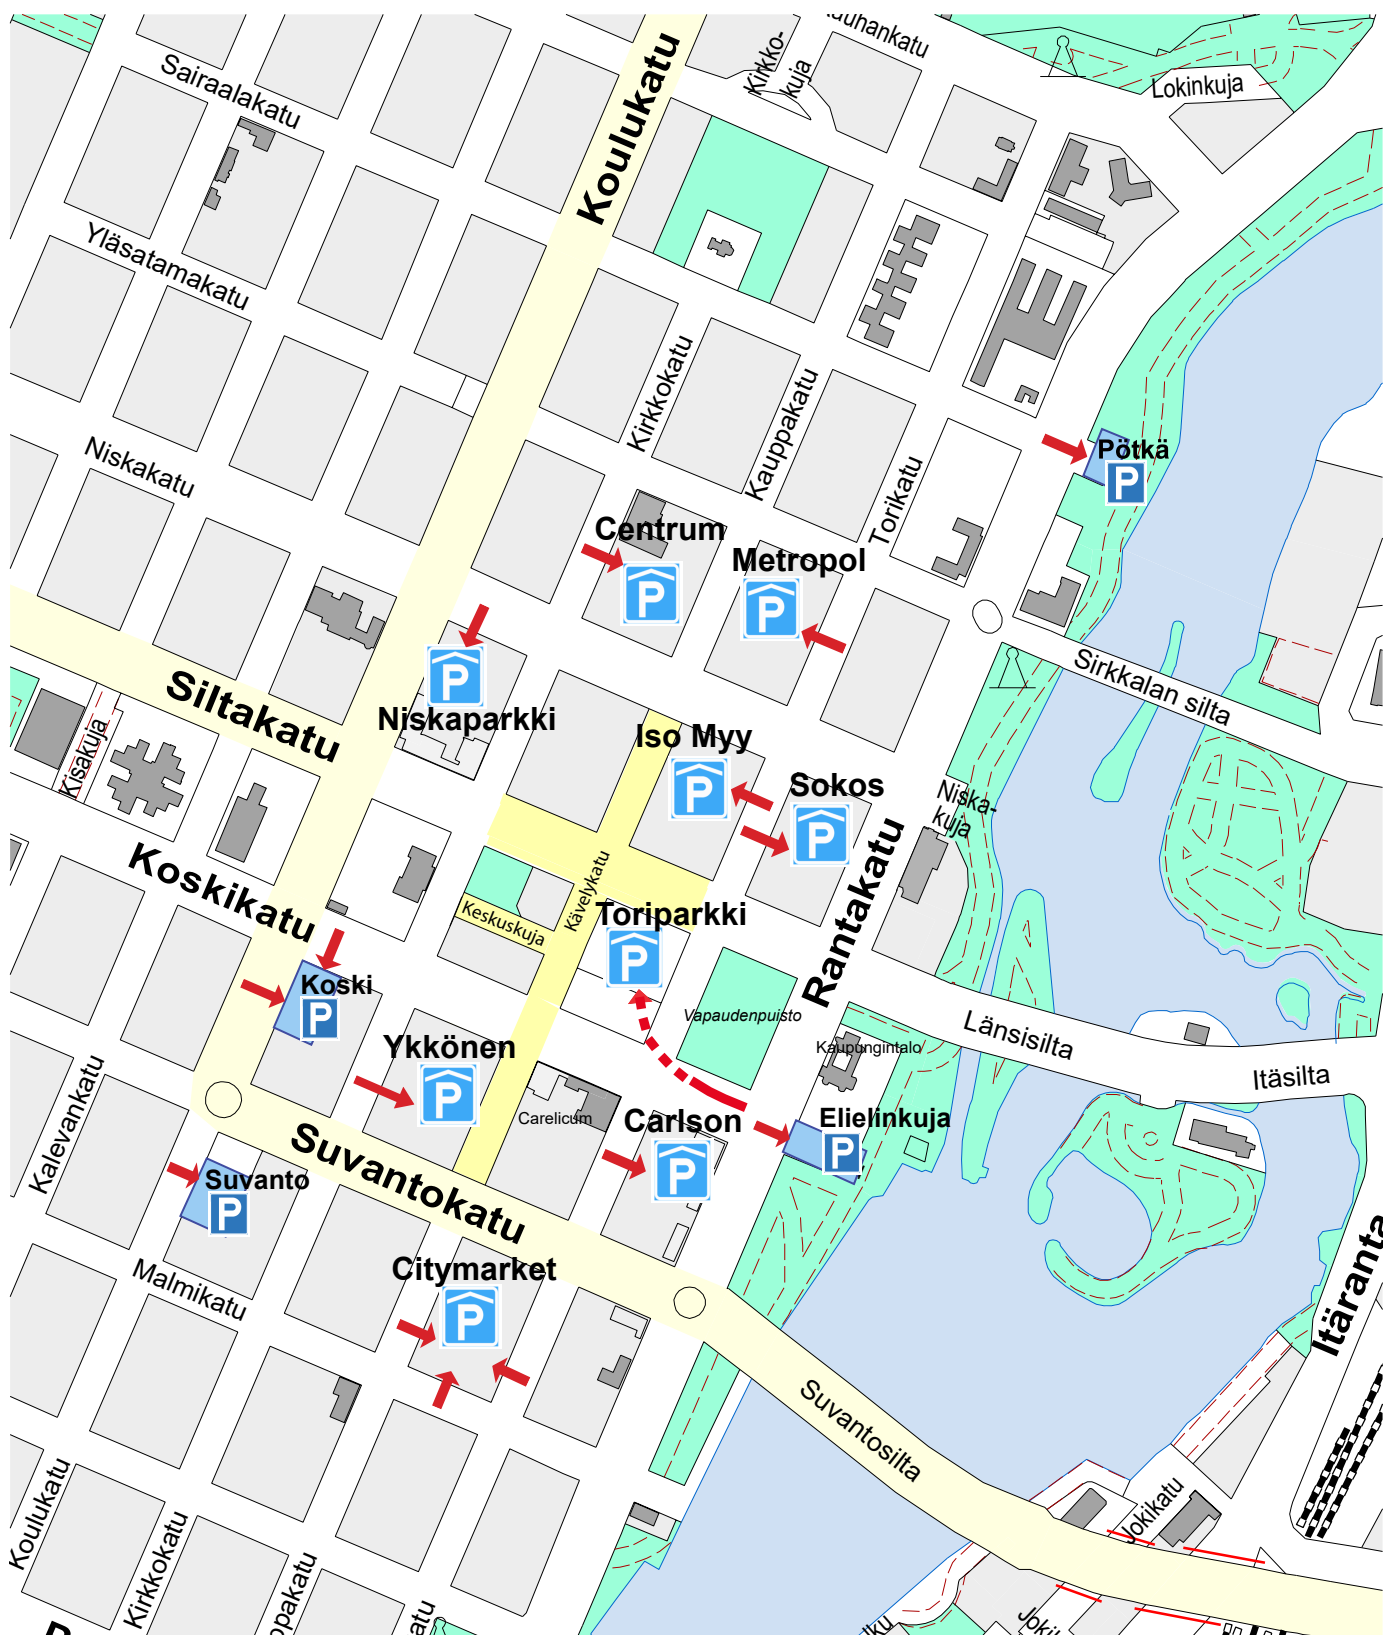 Kirkko-
kuja
Lokinkuja
Sairaalakatu
Koulukatu
Yläsatamakatu
Kirkkokatu
Kauppakatu
Niskakatu
Torikatu
Pötkä
P
Centrum
P
Metropol
P
Sirkkalan silta
Siltakatu
Niskaparkki
P
Kisakuja
Iso Myy
P
Sokos
P
Niska-
kuja
Koskikatu
Kävelykatu
Keskuskuja
Rantakatu
Toriparkki
P
Koski
P
Vapaudenpuisto
Länsisilta
Kaupungintalo
Itäsilta
Ykkönen
P
Kalevankatu
Carelicum
Carlson
P
Elielinkuja
P
Suvantokatu
Suvanto
P
Malmikatu
Citymarket
P
Itäranta
Suvantosilta
Koulukatu
Kirkkokatu
Jokikatu